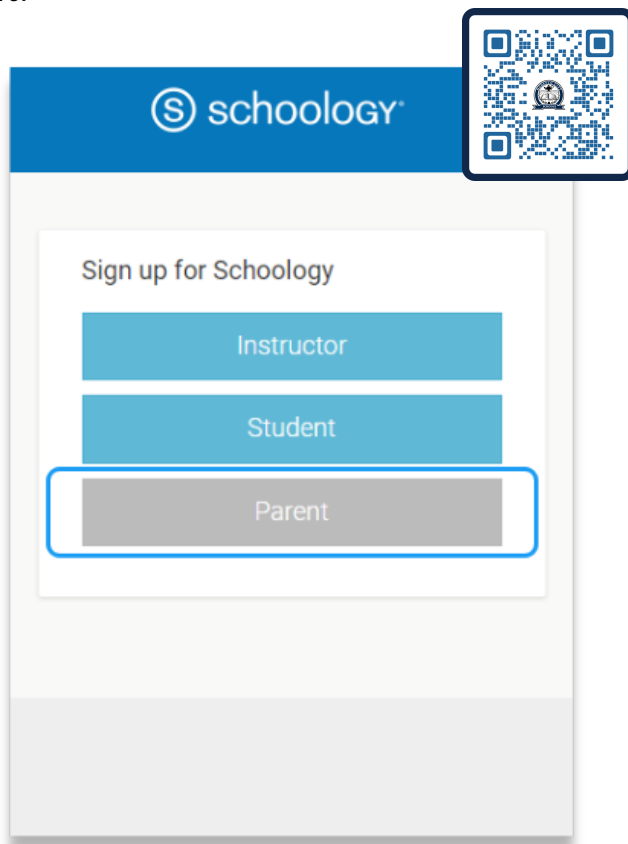 S schoology
Sign up for Schoology
Instructor
Student
Parent